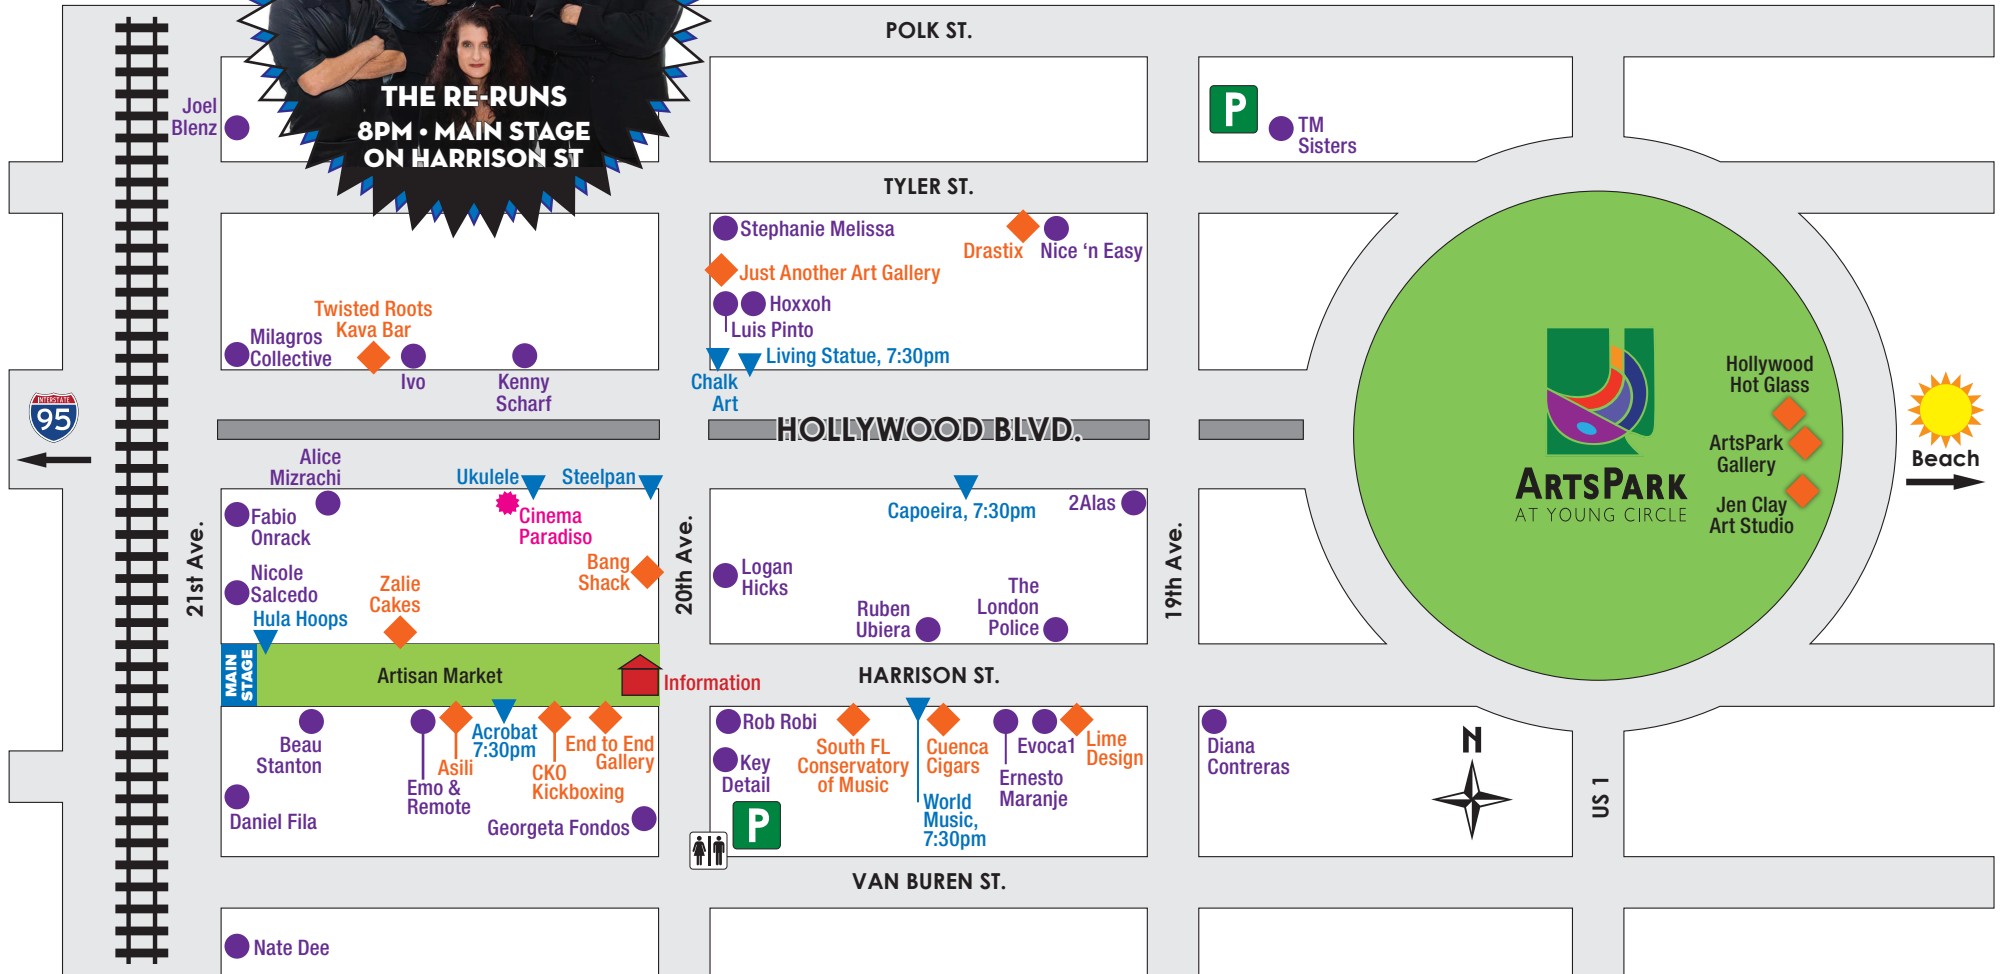 POLK ST.
THE RE-RUNS
8PM • MAIN STAGE
ON HARRISON ST
Joel
Blenz
P
TM
Sisters
TYLER ST.
Stephanie Melissa
Drastix
Nice ‘n Easy
Just Another Art Gallery
Hoxxoh
Luis Pinto
Living Statue, 7:30pm
Chalk
Art
Twisted Roots
Kava Bar
Milagros
Collective
Ivo
Kenny
Scharf
INTERSTATE
95
HOLLYWOOD BLVD.
Hollywood
Hot Glass
ArtsPark
Gallery
Jen Clay
Art Studio
ARTSPARK
AT YOUNG CIRCLE
Beach
Alice
Mizrachi
Ukulele
Steelpan
Cinema
Paradiso
Fabio
Onrack
Nicole
Salcedo
Bang
Shack
Zalie
Cakes
Hula Hoops
21st Ave.
20th Ave.
19th Ave.
Capoeira, 7:30pm
2Alas
Logan
Hicks
Ruben
Ubiera
The
London
Police
MAIN
STAGE
Artisan Market
Information
HARRISON ST.
Beau
Stanton
Daniel Fila
Emo &
Remote
Asili
Acrobat
7:30pm
CKO
Kickboxing
End to End
Gallery
Georgeta Fondos
Rob Robi
Key
Detail
P
South FL
Conservatory
of Music
Cuenca
Cigars
World
Music,
7:30pm
Ernesto
Maranje
Evoca1
Lime
Design
Diana
Contreras
N
US 1
VAN BUREN ST.
Nate Dee